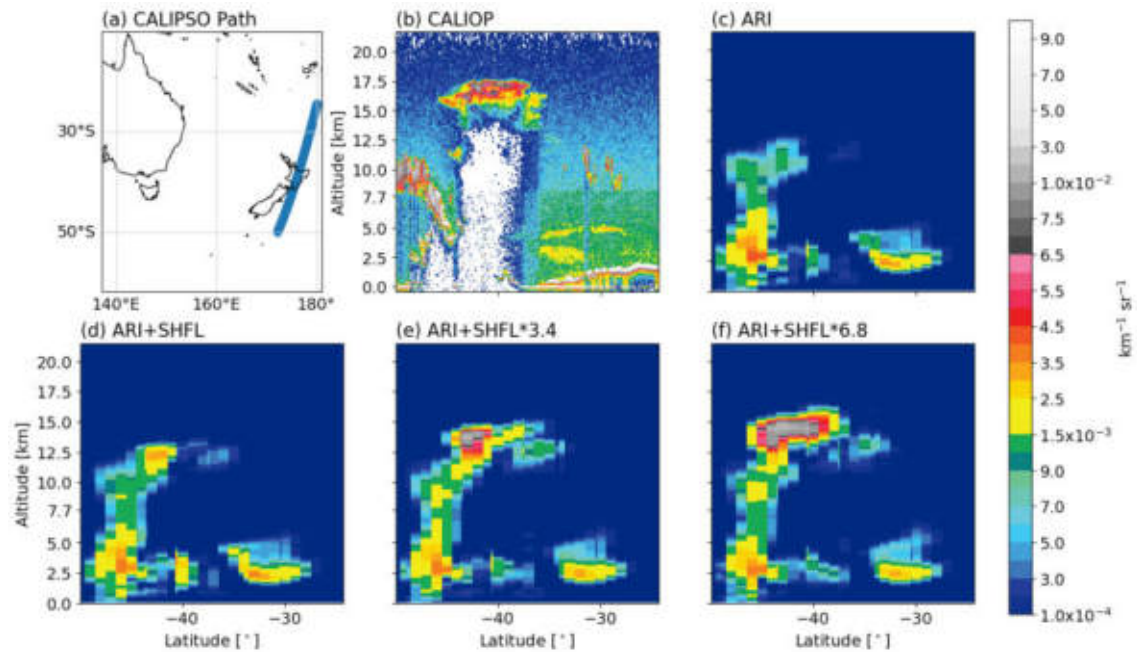 (a) CALIPSO Path
(b) CALIOP
(c) ARI
30°S
50°S
140°E
160°E
180°
Altitude [km]
20.0
17.5
15.0
12.5
10.0
7.7
5.0
2.5
0.0
9.0
7.0
5.0
3.0
1.0x10⁻²
7.5
6.5
5.5
4.5
3.5
2.5
1.5x10⁻³
9.0
7.0
5.0
3.0
1.0x10⁻⁴
km⁻¹ sr⁻¹
(d) ARI+SHFL
(e) ARI+SHFL*3.4
(f) ARI+SHFL*6.8
Altitude [km]
20.0
17.5
15.0
12.5
10.0
7.7
5.0
2.5
0.0
−40
−30
−40
−30
−40
−30
Latitude [°]
Latitude [°]
Latitude [°]